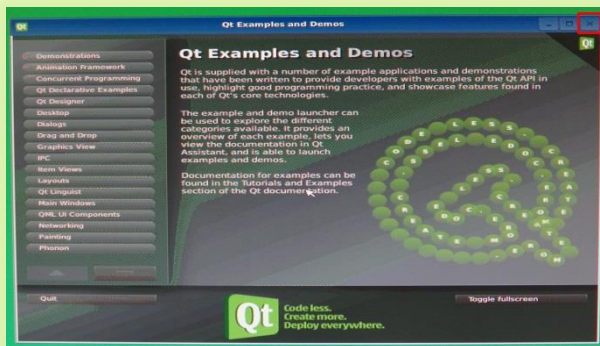 Qt Examples and Demos
Qt
Demonstrations
Animation Framework
Concurrent Programming
Qt Declarative Examples
Qt Designer
Desktop
Dialogs
Drag and Drop
Graphics View
IPC
Item Views
Layouts
Qt Linguist
Main Windows
QML UI Components
Networking
Painting
Phonon
Qt Examples and Demos
Qt is supplied with a number of example applications and demonstrations
that have been written to provide developers with examples of the Qt API in
use, highlight good programming practice, and showcase features found in
each of Qt's core technologies.
The example and demo launcher can
be used to explore the different
categories available. It provides an
overview of each example, lets you
view the documentation in Qt
Assistant, and is able to launch
examples and demos.
Documentation for examples can be
found in the Tutorials and Examples
section of the Qt documentation.
Quit
Qt
Code less.
Create more.
Deploy everywhere.
Toggle fullscreen